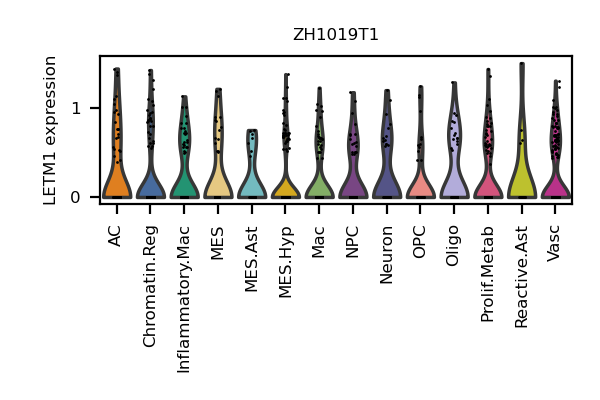 ZH1019T1
LETM1 expression
1
0
AC
Chromatin.Reg
Inflammatory.Mac
MES
MES.Ast
MES.Hyp
Mac
NPC
Neuron
OPC
Oligo
Prolif.Metab
Reactive.Ast
Vasc